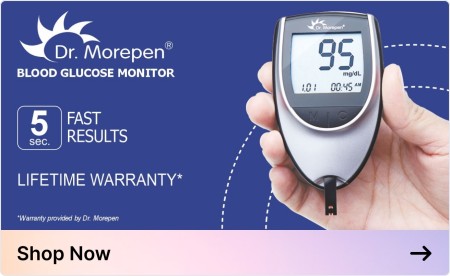 Dr. Morepen®
BLOOD GLUCOSE MONITOR
5
sec.
FAST
RESULTS
LIFETIME WARRANTY*
*Warranty provided by Dr. Morepen
95
mg/dL
1.01 00:45 AM
M C
Shop Now